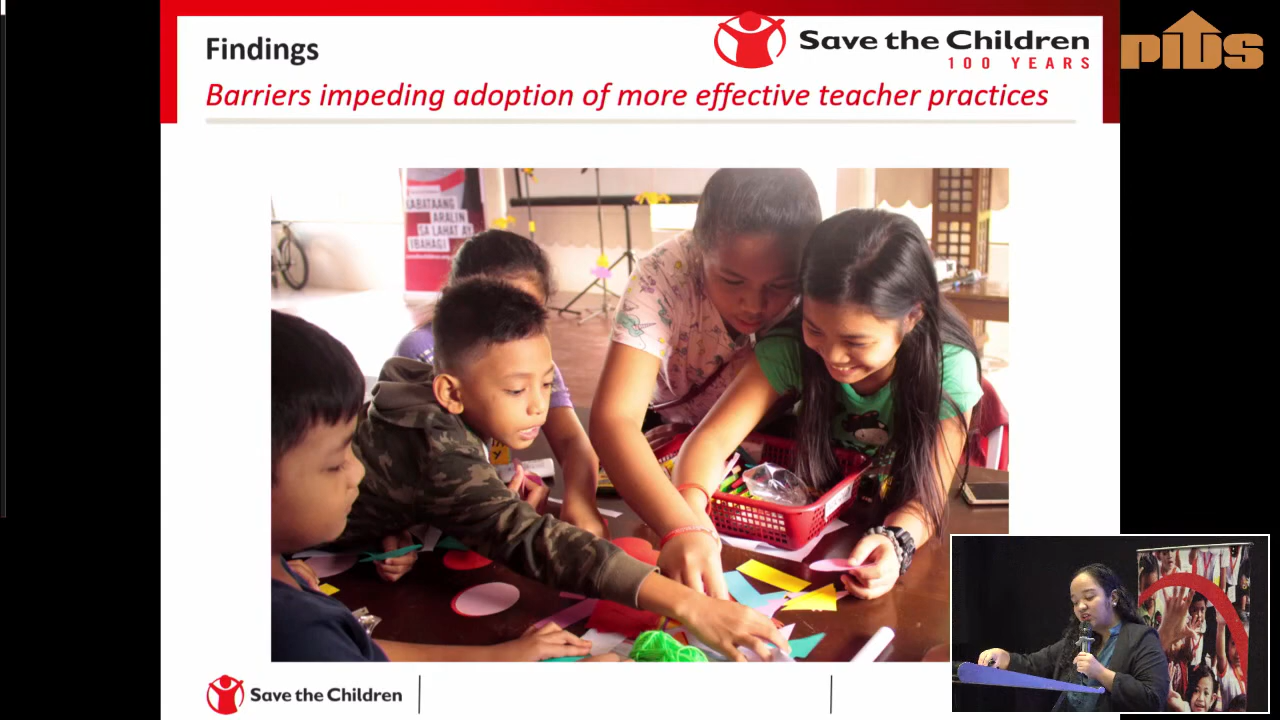 Findings
Save the Children
100 YEARS
PIDS
Barriers impeding adoption of more effective teacher practices
KABATAANG
ARALIN
SA LAHAT AY
IBAHAGI
Save the Children